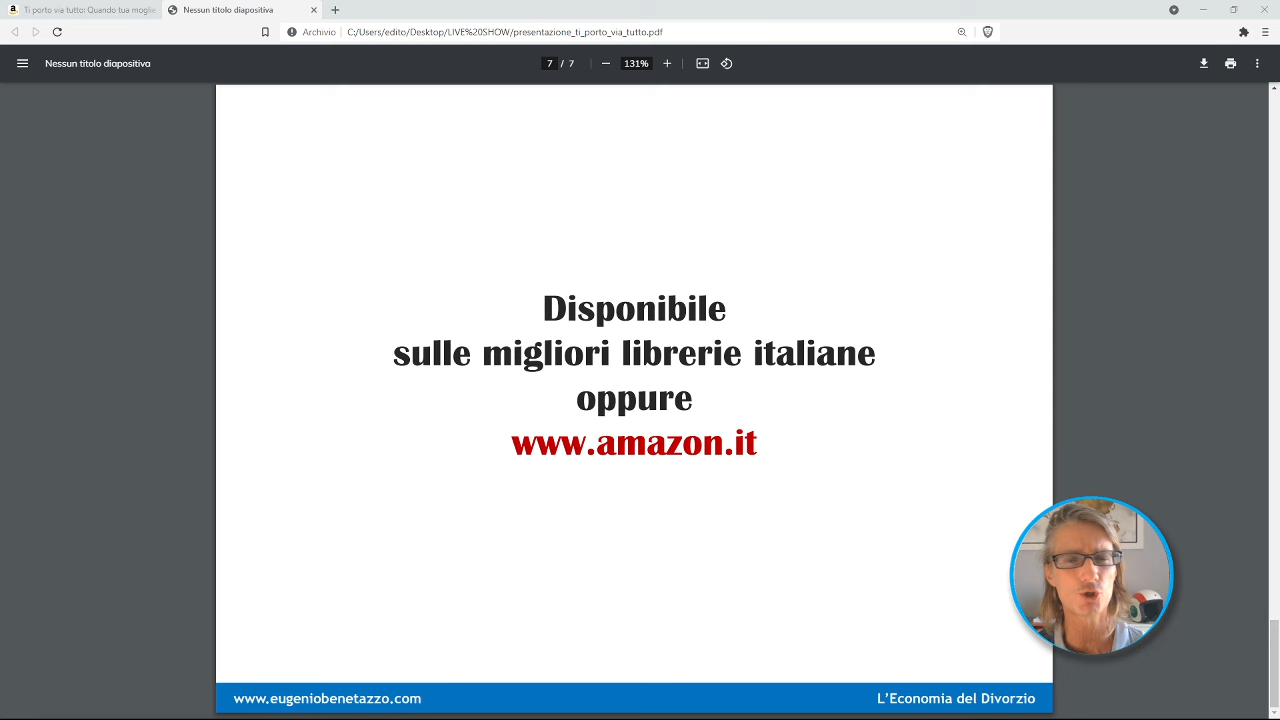 Ti porto via tutto: Quando tua moglie
Nessun titolo diapositiva
Archivio
C:/Users/edito/Desktop/LIVE%20SHOW/presentazione_ti_porto_via_tutto.pdf
Nessun titolo diapositiva
7 / 7
131%
Disponibile
sulle migliori librerie italiane
oppure
www.amazon.it
www.eugeniobenetazzo.com
L'Economia del Divorzio